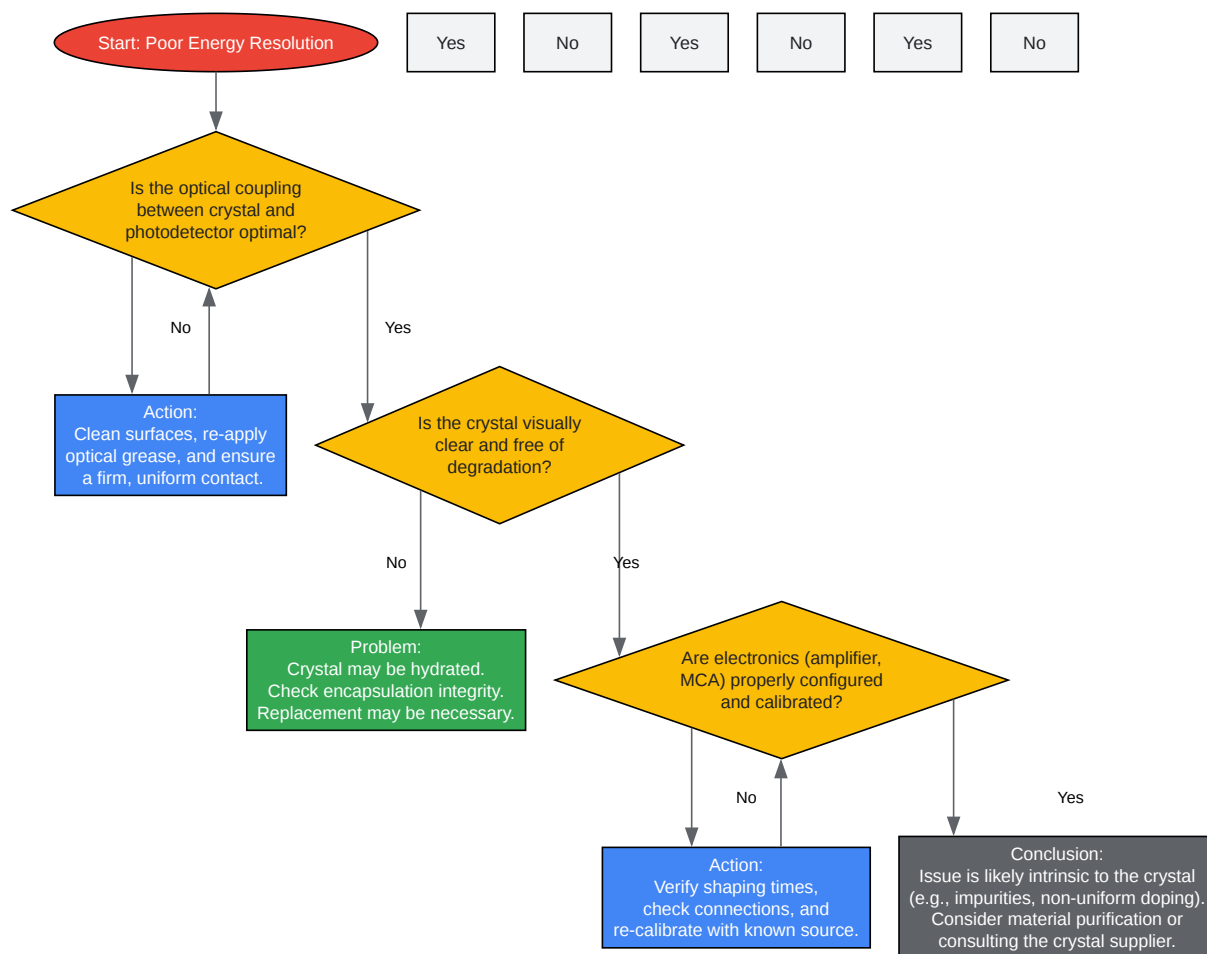 Start: Poor Energy Resolution
Yes
No
Yes
No
Yes
No
Is the optical coupling
between crystal and
photodetector optimal?
No
Yes
Action:
Clean surfaces, re-apply
optical grease, and ensure
a firm, uniform contact.
Is the crystal visually
clear and free of
degradation?
No
Yes
Problem:
Crystal may be hydrated.
Check encapsulation integrity.
Replacement may be necessary.
Are electronics (amplifier,
MCA) properly configured
and calibrated?
No
Yes
Action:
Verify shaping times,
check connections, and
re-calibrate with known source.
Conclusion:
Issue is likely intrinsic to the crystal
(e.g., impurities, non-uniform doping).
Consider material purification or
consulting the crystal supplier.